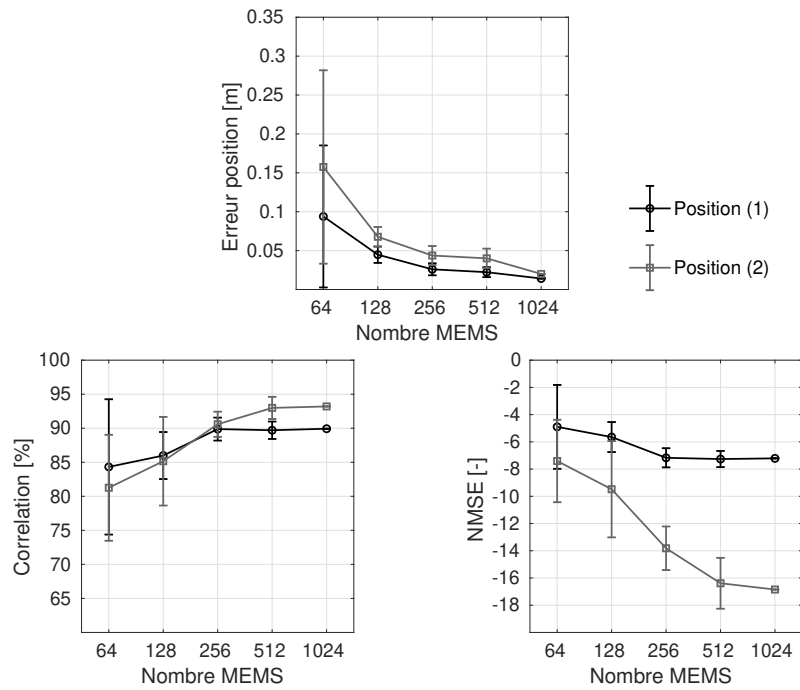 0.35
0.3
0.25
0.2
0.15
0.1
0.05
Erreur position [m]
64 128 256 512 1024
Nombre MEMS
Position (1)
Position (2)
100
95
90
85
80
75
70
65
Correlation [%]
64 128 256 512 1024
Nombre MEMS
0
-2
-4
-6
-8
-10
-12
-14
-16
-18
NMSE [-]
64 128 256 512 1024
Nombre MEMS